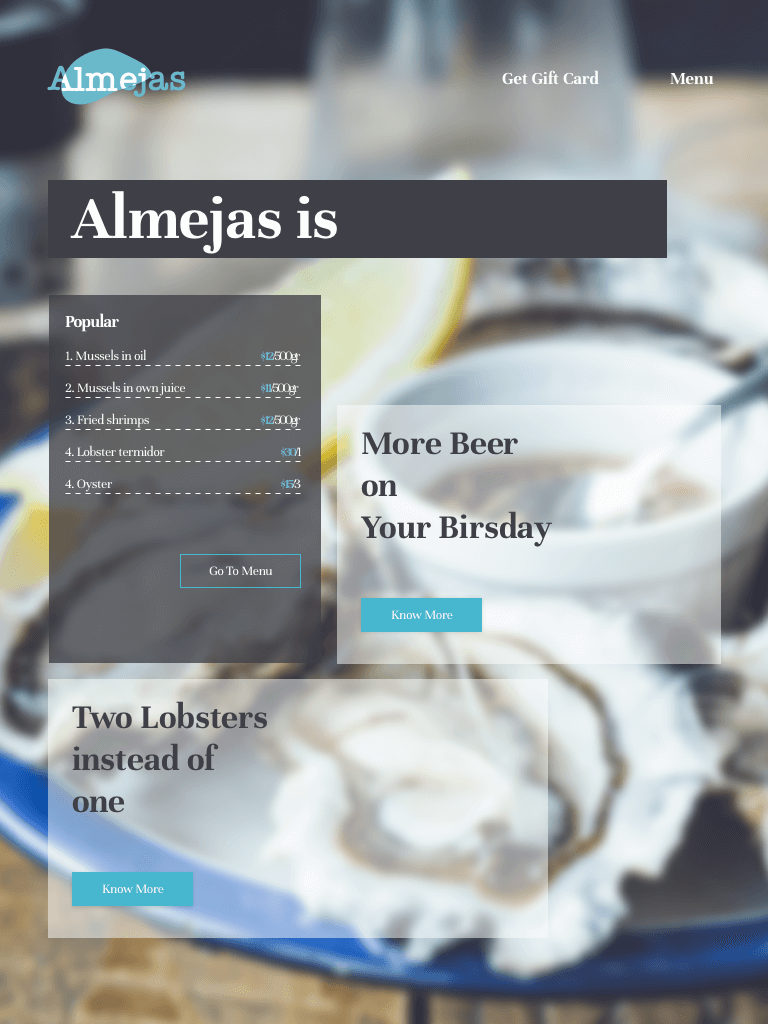 Almejas
Get Gift Card
Menu
Almejas is
Popular
1. Mussels in oil $12/500gr
2. Mussels in own juice $11/500gr
3. Fried shrimps $12/500gr
4. Lobster termidor $30/1
4. Oyster $15/3
Go To Menu
More Beer
on
Your Birsday
Know More
Two Lobsters
instead of
one
Know More